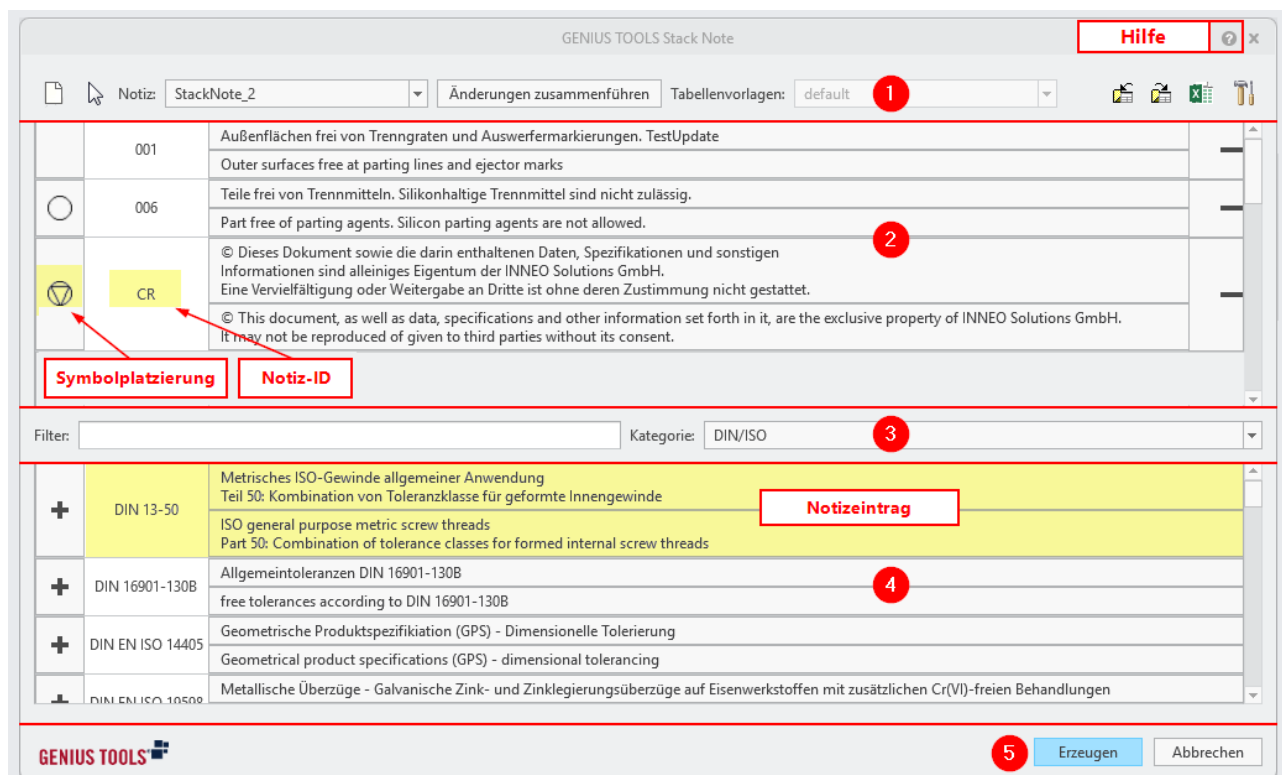 GENIUS TOOLS Stack Note
Hilfe
Notiz: StackNote_2 Änderungen zusammenführen Tabellenvorlagen: default 1
001
Außenflächen frei von Trenngraten und Auswerfermarkierungen. TestUpdate
Outer surfaces free at parting lines and ejector marks
006
Teile frei von Trennmitteln. Silikonhaltige Trennmittel sind nicht zulässig.
Part free of parting agents. Silicon parting agents are not allowed.
2
CR
© Dieses Dokument sowie die darin enthaltenen Daten, Spezifikationen und sonstigen
Informationen sind alleiniges Eigentum der INNEO Solutions GmbH.
Eine Vervielfältigung oder Weitergabe an Dritte ist ohne deren Zustimmung nicht gestattet.
© This document, as well as data, specifications and other information set forth in it, are the exclusive property of INNEO Solutions GmbH.
It may not be reproduced of given to third parties without its consent.
Symbolplatzierung
Notiz-ID
Filter: Kategorie: DIN/ISO 3
DIN 13-50
Metrisches ISO-Gewinde allgemeiner Anwendung
Teil 50: Kombination von Toleranzklasse für geformte Innengewinde
ISO general purpose metric screw threads
Part 50: Combination of tolerance classes for formed internal screw threads
Notizeintrag
DIN 16901-130B
Allgemeintoleranzen DIN 16901-130B
free tolerances according to DIN 16901-130B
4
DIN EN ISO 14405
Geometrische Produktspezifikiation (GPS) - Dimensionelle Tolerierung
Geometrical product specifications (GPS) - dimensional tolerancing
DIN EN ISO 19598
Metallische Überzüge - Galvanische Zink- und Zinklegierungsüberzüge auf Eisenwerkstoffen mit zusätzlichen Cr(VI)-freien Behandlungen
GENIUS TOOLS
5 Erzeugen Abbrechen